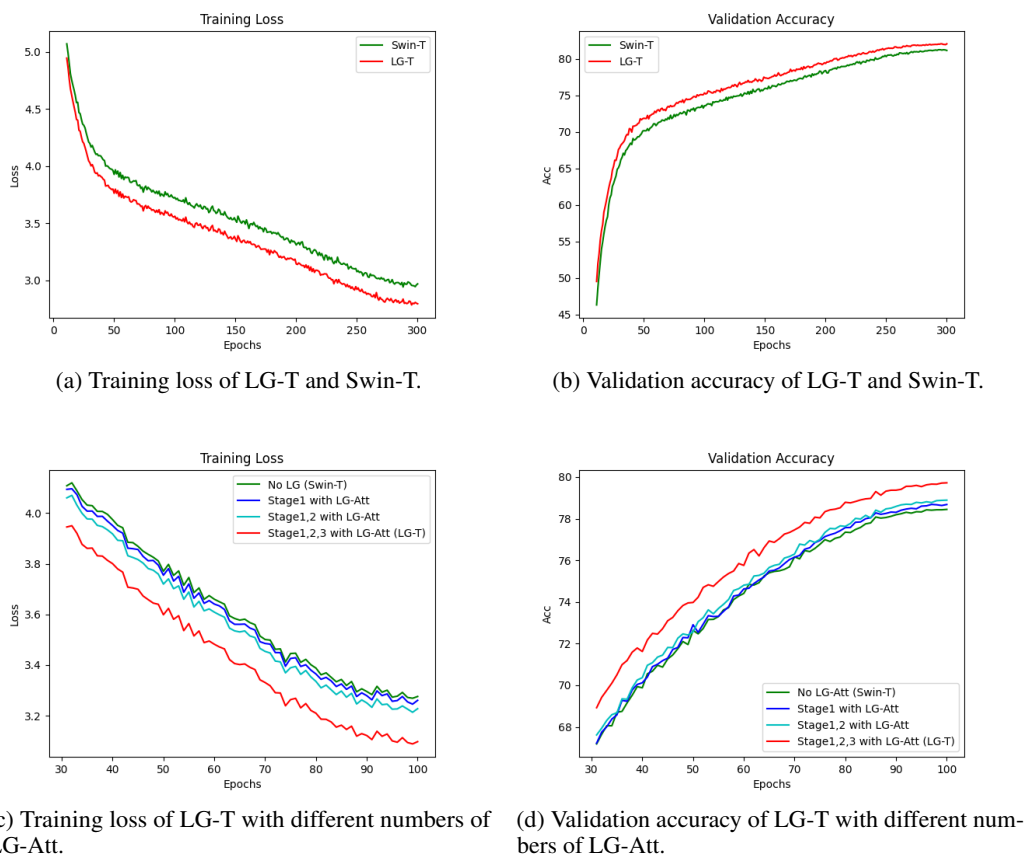 Training Loss
Swin-T
LG-T
5.0
4.5
4.0
3.5
3.0
Loss
0 50 100 150 200 250 300
Epochs
(a) Training loss of LG-T and Swin-T.
Validation Accuracy
Swin-T
LG-T
80
75
70
65
60
55
50
45
Acc
0 50 100 150 200 250 300
Epochs
(b) Validation accuracy of LG-T and Swin-T.
Training Loss
No LG (Swin-T)
Stage1 with LG-Att
Stage1,2 with LG-Att
Stage1,2,3 with LG-Att (LG-T)
4.0
3.8
3.6
3.4
3.2
Loss
30 40 50 60 70 80 90 100
Epochs
c) Training loss of LG-T with different numbers of
LG-Att.
Validation Accuracy
No LG-Att (Swin-T)
Stage1 with LG-Att
Stage1,2 with LG-Att
Stage1,2,3 with LG-Att (LG-T)
80
78
76
74
72
70
68
Acc
30 40 50 60 70 80 90 100
Epochs
(d) Validation accuracy of LG-T with different num-
bers of LG-Att.